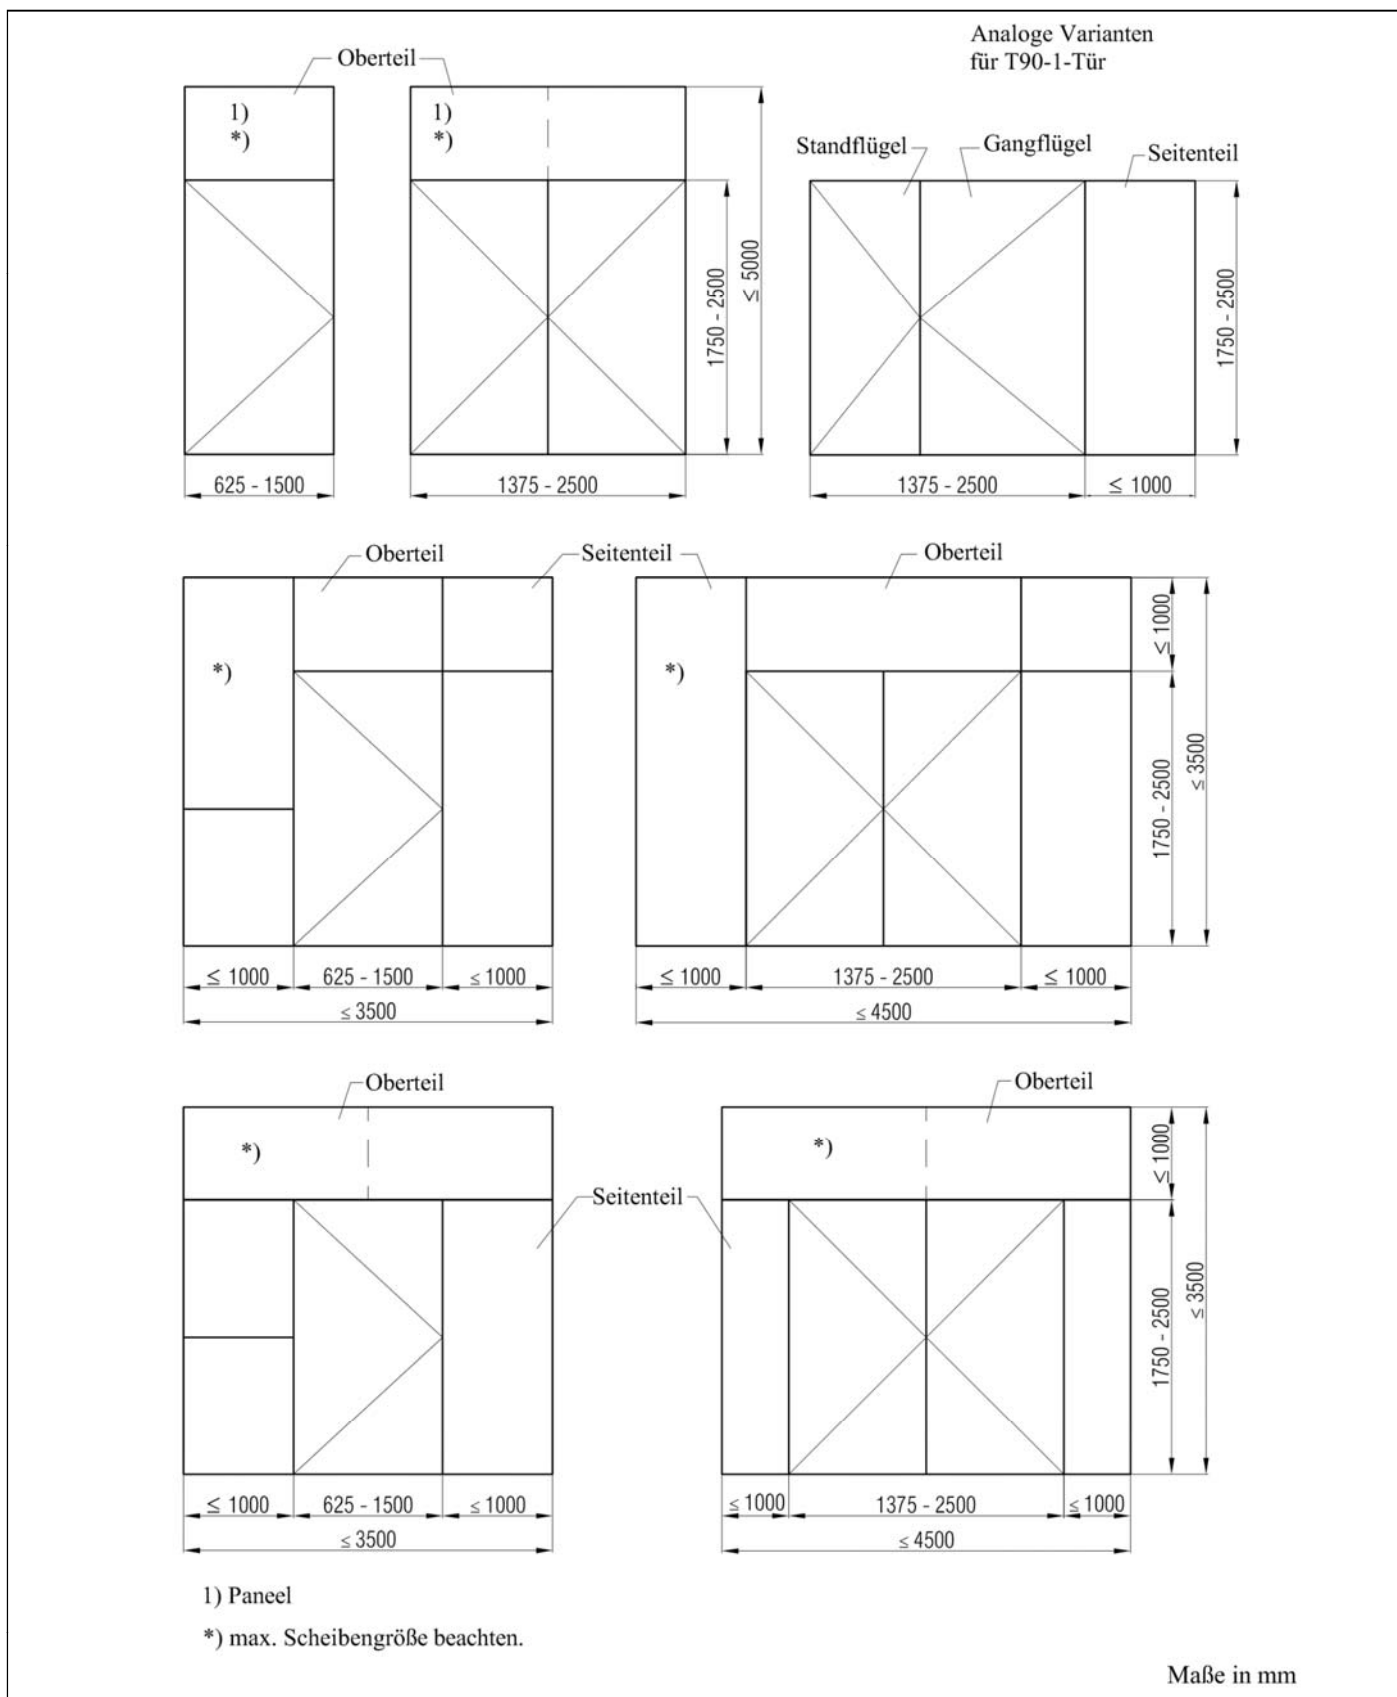 Analoge Varianten
für T90-1-Tür
Oberteil
1)
*)
1)
*)
Standflügel
Gangflügel
Seitenteil
1750 - 2500
≤ 5000
1750 - 2500
625 - 1500
1375 - 2500
1375 - 2500
≤ 1000
Oberteil
Seitenteil
Oberteil
*)
*)
≤ 1000
1750 - 2500
≤ 3500
≤ 1000
625 - 1500
≤ 1000
≤ 3500
≤ 1000
1375 - 2500
≤ 1000
≤ 4500
Oberteil
Oberteil
*)
*)
Seitenteil
≤ 1000
1750 - 2500
≤ 3500
≤ 1000
625 - 1500
≤ 1000
≤ 3500
≤ 1000
1375 - 2500
≤ 1000
≤ 4500
1) Paneel
*) max. Scheibengröße beachten.
Maße in mm